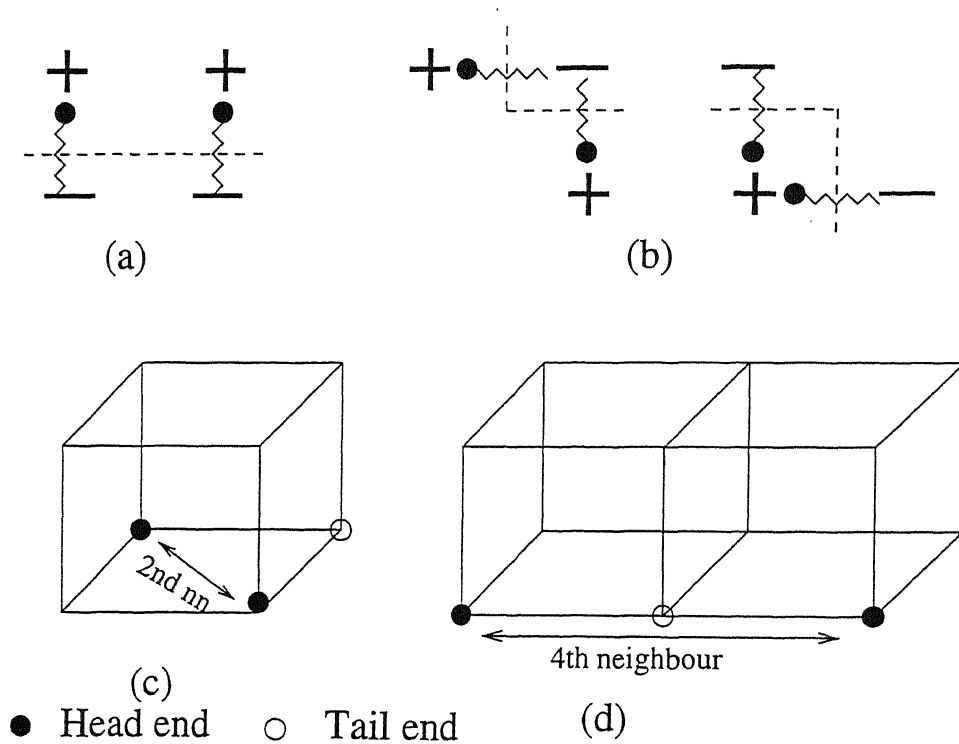 + +
− −
(a)
+ − −
+ + −
(b)
2nd nn
4th neighbour
(c)
(d)
Head end
Tail end